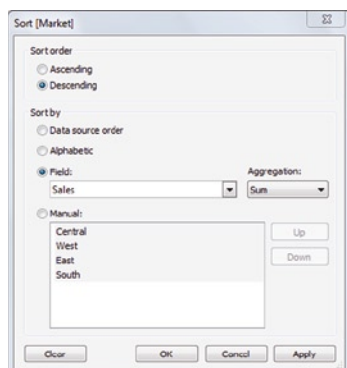 Sort [Market]
Sort order
Ascending
Descending
Sort by
Data source order
Alphabetic
Field: Aggregation:
Sales Sum
Manual:
Central Up
West
East Down
South
Clear OK Cancel Apply